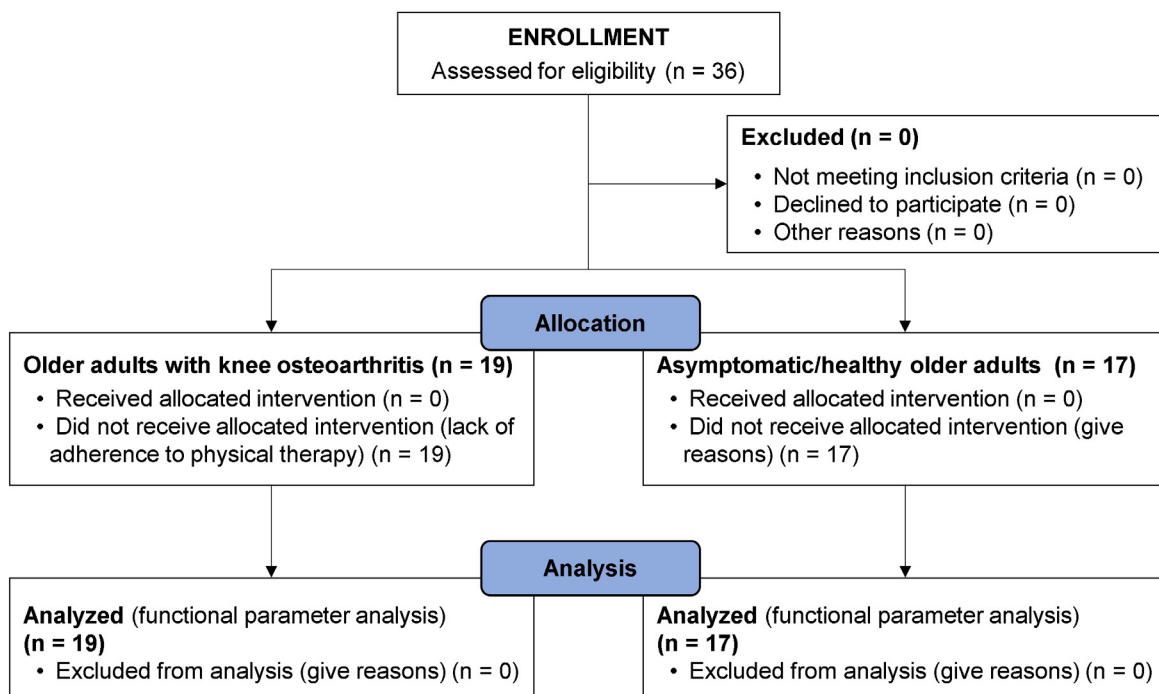 ENROLLMENT
Assessed for eligibility (n = 36)
Excluded (n = 0)
• Not meeting inclusion criteria (n = 0)
• Declined to participate (n = 0)
• Other reasons (n = 0)
Allocation
Older adults with knee osteoarthritis (n = 19)
• Received allocated intervention (n = 0)
• Did not receive allocated intervention (lack of
adherence to physical therapy) (n = 19)
Asymptomatic/healthy older adults (n = 17)
• Received allocated intervention (n = 0)
• Did not receive allocated intervention (give
reasons) (n = 17)
Analysis
Analyzed (functional parameter analysis)
(n = 19)
• Excluded from analysis (give reasons) (n = 0)
Analyzed (functional parameter analysis)
(n = 17)
• Excluded from analysis (give reasons) (n = 0)